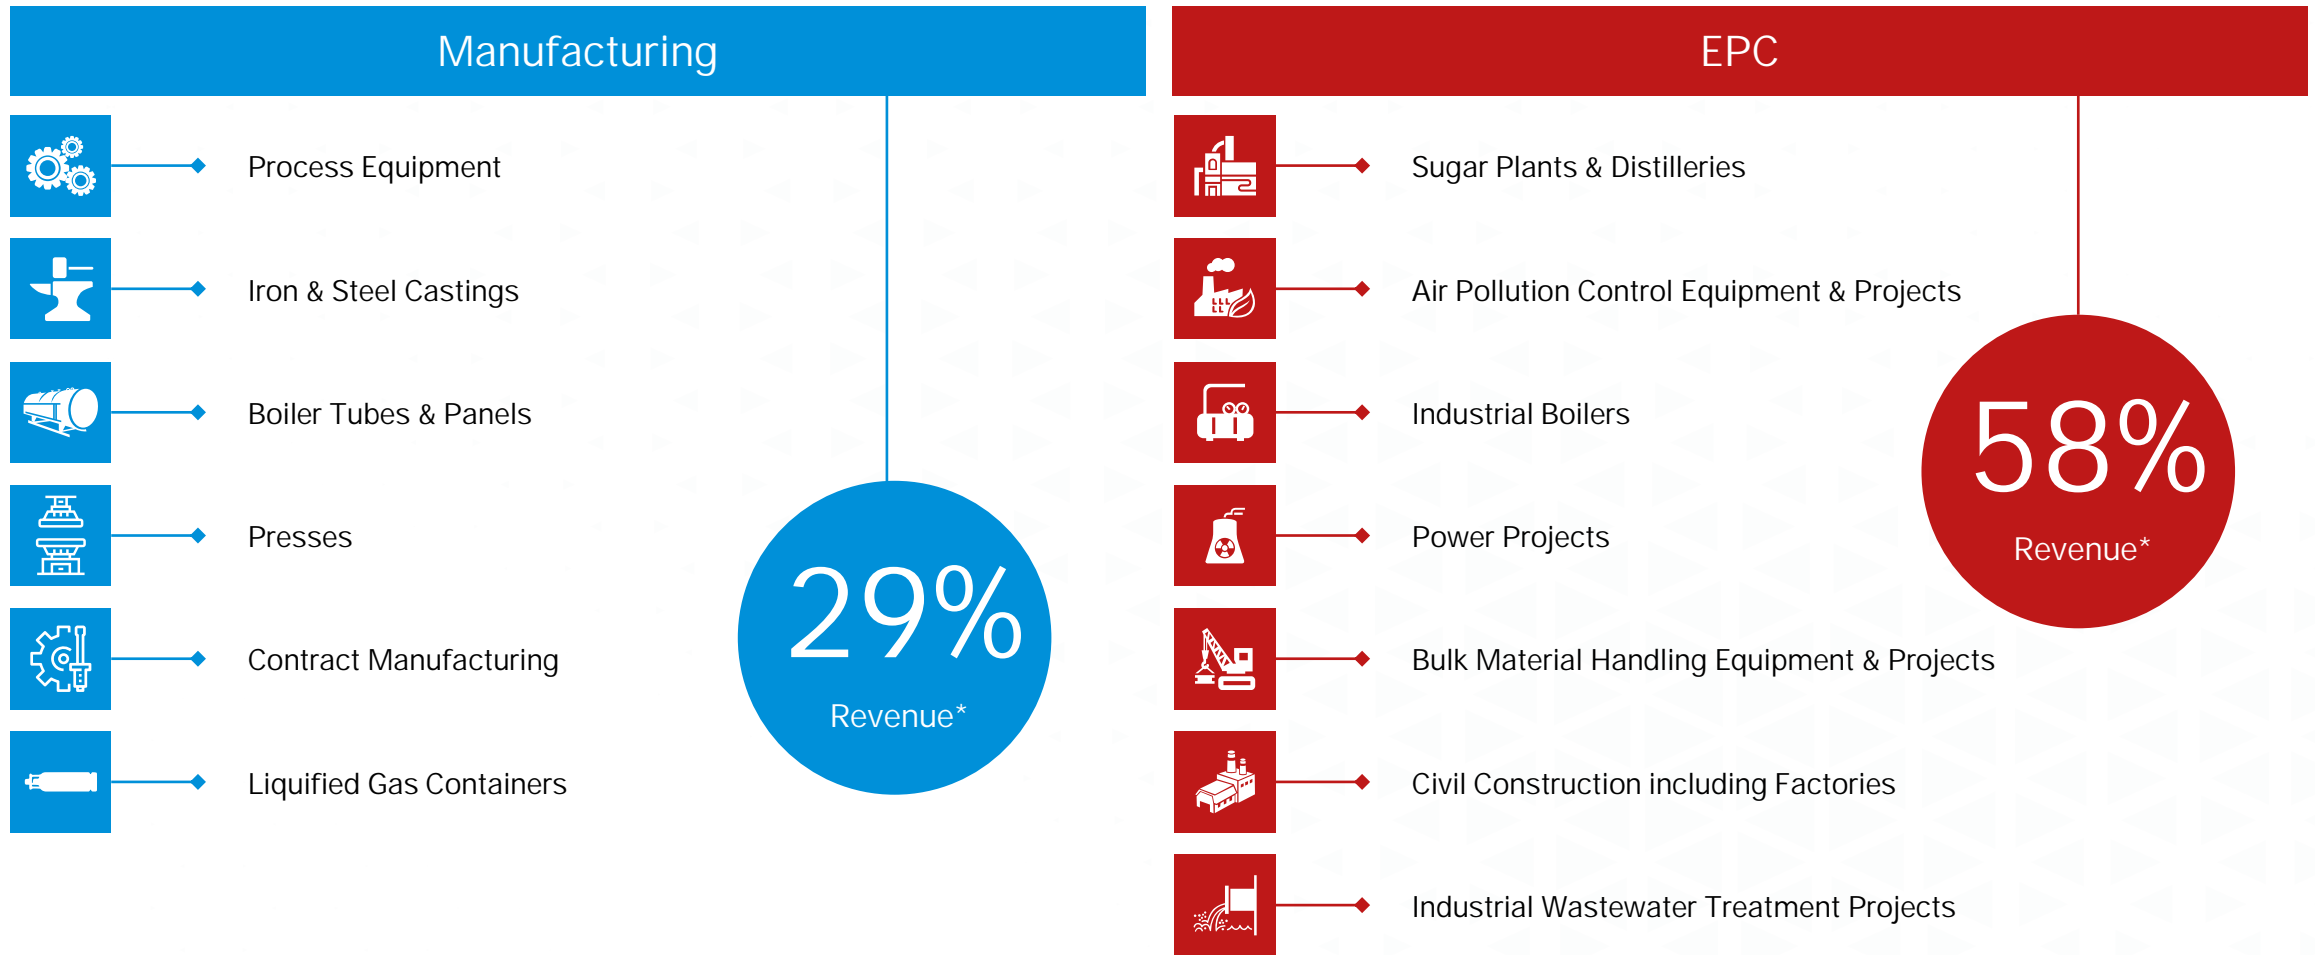 Manufacturing
Process Equipment
Iron & Steel Castings
Boiler Tubes & Panels
Presses
Contract Manufacturing
Liquified Gas Containers
29%
Revenue*
EPC
Sugar Plants & Distilleries
Air Pollution Control Equipment & Projects
Industrial Boilers
Power Projects
Bulk Material Handling Equipment & Projects
Civil Construction including Factories
Industrial Wastewater Treatment Projects
58%
Revenue*